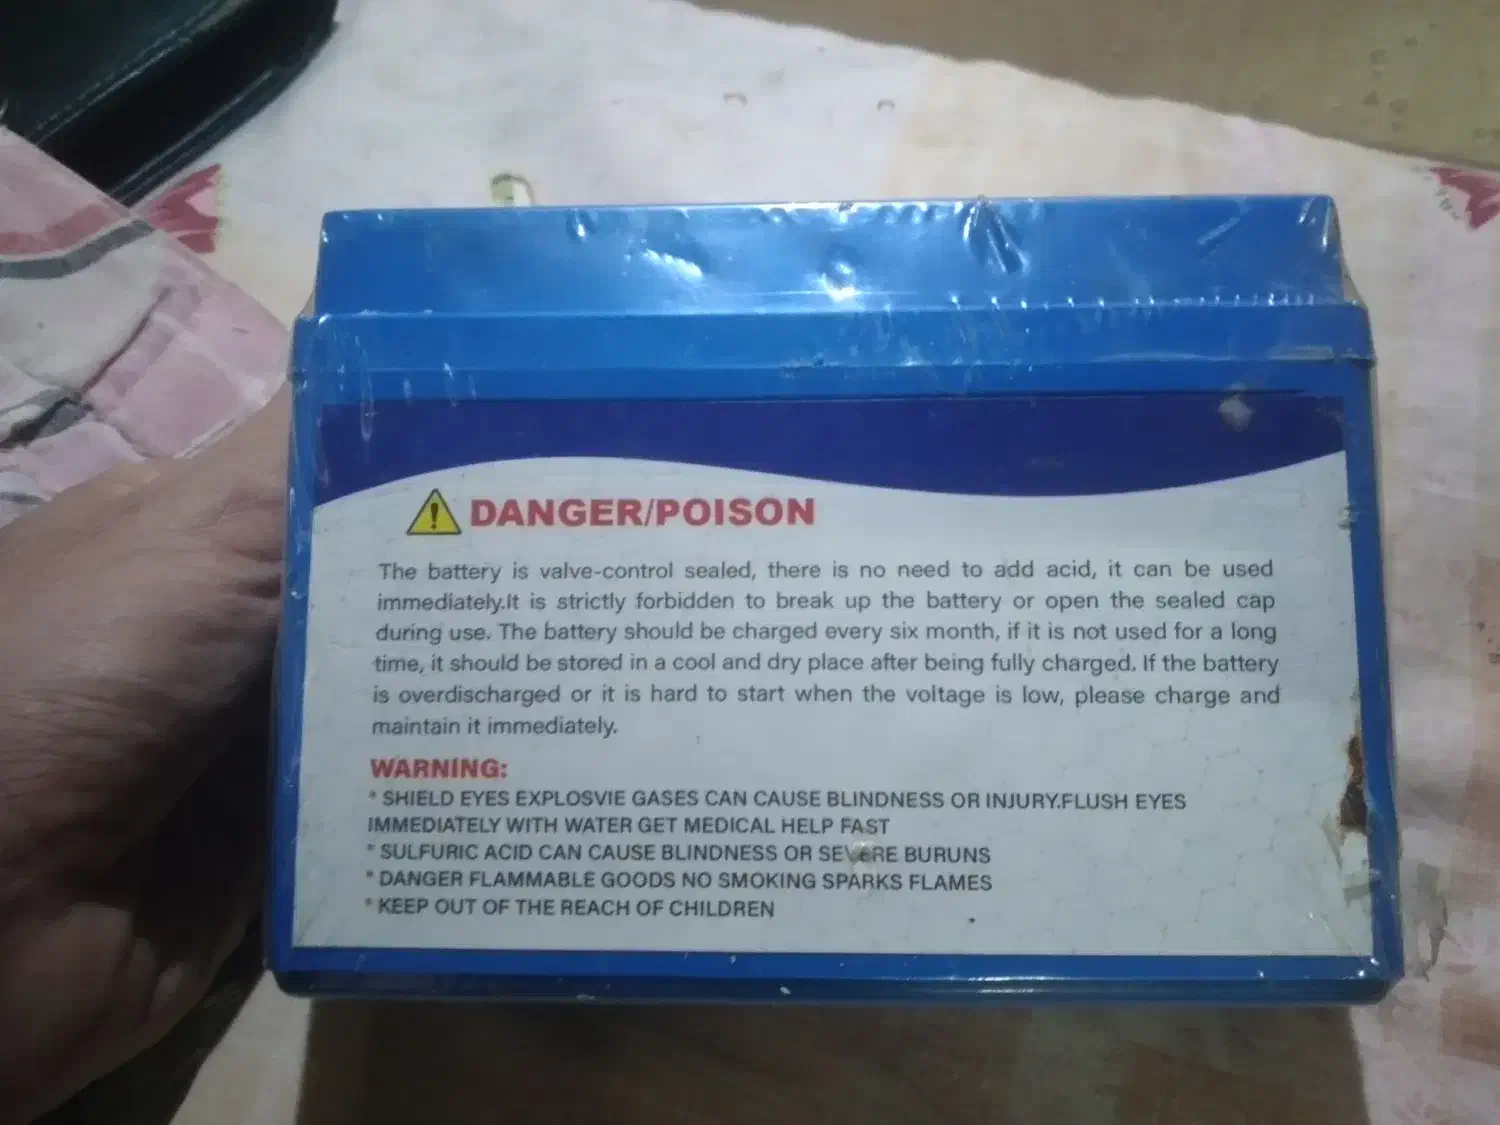 DANGER/POISON
The battery is valve-control sealed, there is no need to add acid, it can be used
immediately.It is strictly forbidden to break up the battery or open the sealed cap
during use. The battery should be charged every six month, if it is not used for a long
time, it should be stored in a cool and dry place after being fully charged. If the battery
is overdischarged or it is hard to start when the voltage is low, please charge and
maintain it immediately.
WARNING:
* SHIELD EYES EXPLOSVIE GASES CAN CAUSE BLINDNESS OR INJURY.FLUSH EYES
IMMEDIATELY WITH WATER GET MEDICAL HELP FAST
* SULFURIC ACID CAN CAUSE BLINDNESS OR SEVERE BURUNS
* DANGER FLAMMABLE GOODS NO SMOKING SPARKS FLAMES
* KEEP OUT OF THE REACH OF CHILDREN